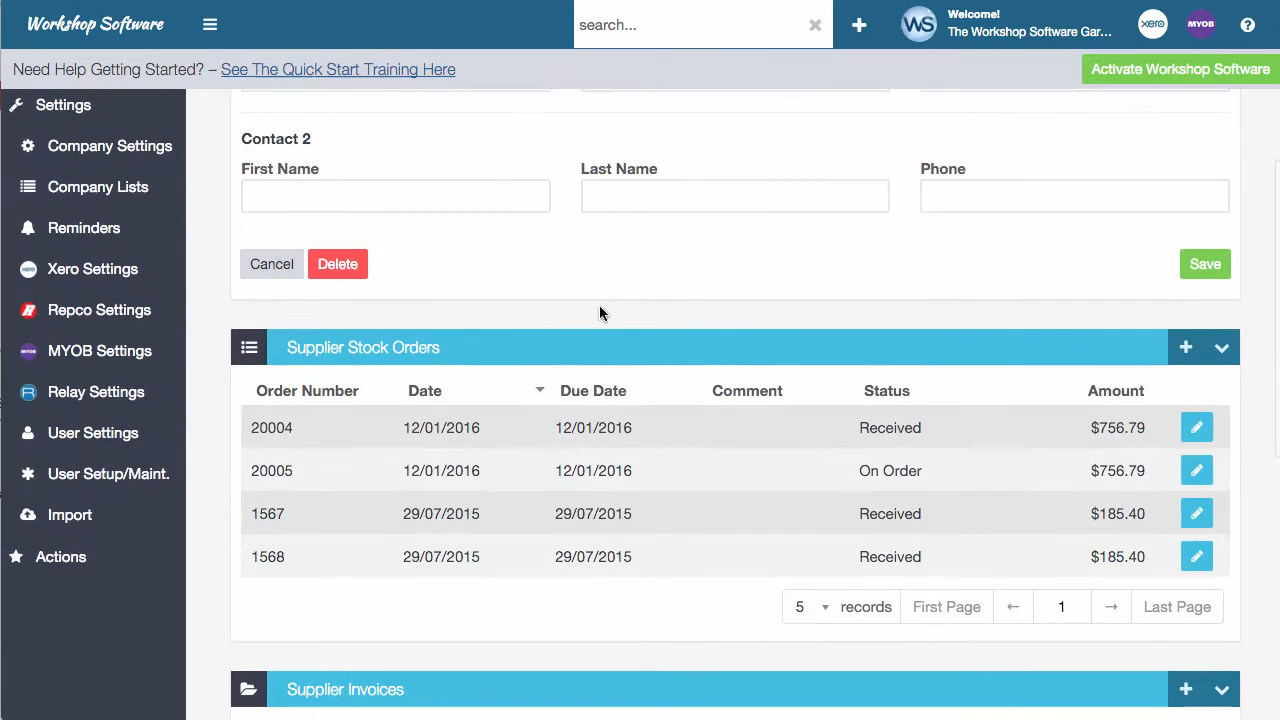 Workshop Software
search...
WS
Welcome!
The Workshop Software Gar...
xero
MYOB
Need Help Getting Started? – See The Quick Start Training Here
Activate Workshop Software
Settings
Company Settings
Company Lists
Reminders
Xero Settings
Repco Settings
MYOB Settings
Relay Settings
User Settings
User Setup/Maint.
Import
Actions
Contact 2
First Name
Last Name
Phone
Cancel
Delete
Save
Supplier Stock Orders
Order Number Date Due Date Comment Status Amount
20004 12/01/2016 12/01/2016 Received $756.79
20005 12/01/2016 12/01/2016 On Order $756.79
1567 29/07/2015 29/07/2015 Received $185.40
1568 29/07/2015 29/07/2015 Received $185.40
5 records First Page ← 1 → Last Page
Supplier Invoices